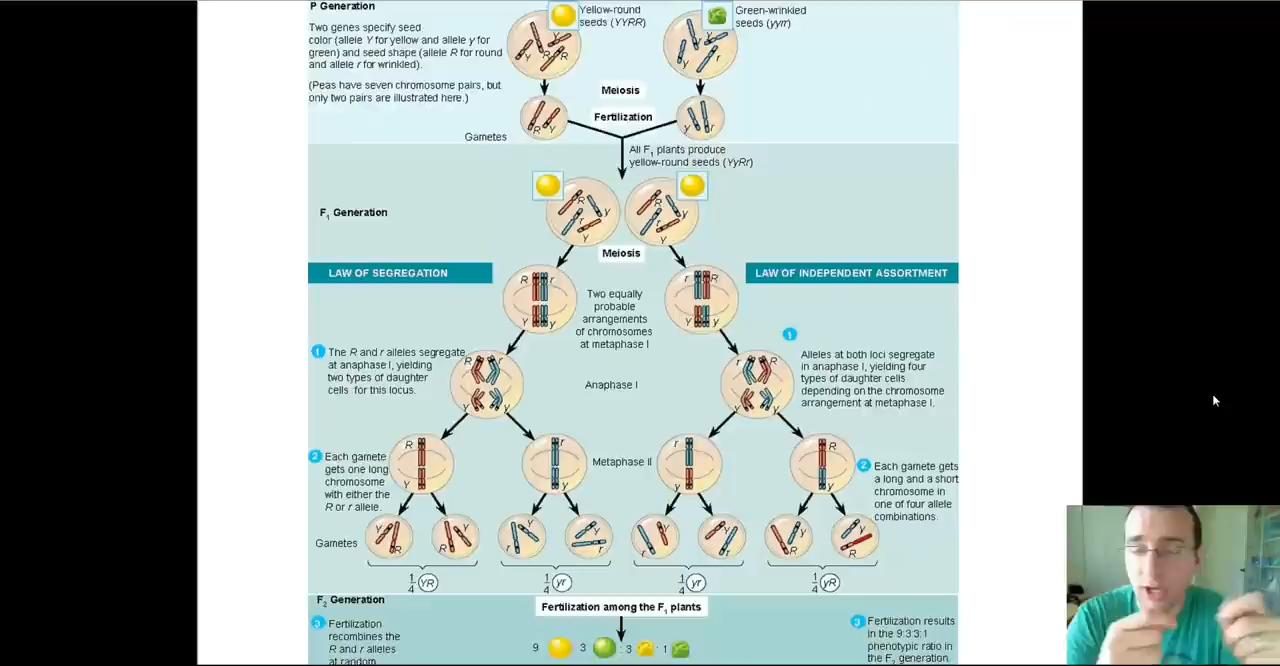 P Generation
Two genes specify seed
color (allele Y for yellow and allele y for
green) and seed shape (allele R for round
and allele r for wrinkled).
(Peas have seven chromosome pairs, but
only two pairs are illustrated here.)
Yellow-round
seeds (YYRR)
Green-wrinkled
seeds (yyrr)
Y
R
R
y
r
Meiosis
Fertilization
Gametes
R Y
y r
All F1 plants produce
yellow-round seeds (YyRr)
F1 Generation
R
y
r
Y
R
y
r
Y
Meiosis
LAW OF SEGREGATION
LAW OF INDEPENDENT ASSORTMENT
R r
Y y
Two equally
probable
arrangements
of chromosomes
at metaphase I
r R
Y y
1 The R and r alleles segregate
at anaphase I, yielding
two types of daughter
cells for this locus.
R r
Y y
Anaphase I
r R
Y y
1
Alleles at both loci segregate
in anaphase I, yielding four
types of daughter cells
depending on the chromosome
arrangement at metaphase I.
2 Each gamete
gets one long
chromosome
with either the
R or r allele.
R
Y
r
y
Metaphase II
r
y
R
y
2 Each gamete gets
a long and a short
chromosome in
one of four allele
combinations.
Gametes
Y
R
Y
R
Y
r
Y
r
Y
r
Y
r
Y
R
Y
R
1/4 YR
1/4 yr
1/4 yr
1/4 yR
F2 Generation
Fertilization among the F1 plants
3 Fertilization
recombines the
R and r alleles
at random
9 3 : 3 : 1
3 Fertilization results
in the 9:3:3:1
phenotypic ratio in
the F2 generation.